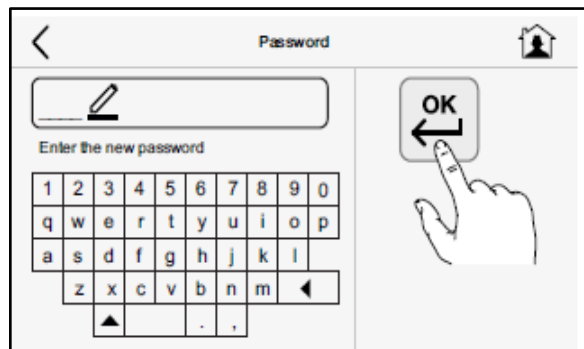 Password
Enter the new password
1 2 3 4 5 6 7 8 9 0
q w e r t y u i o p
a s d f g h j k l
z x c v b n m
. ,
OK